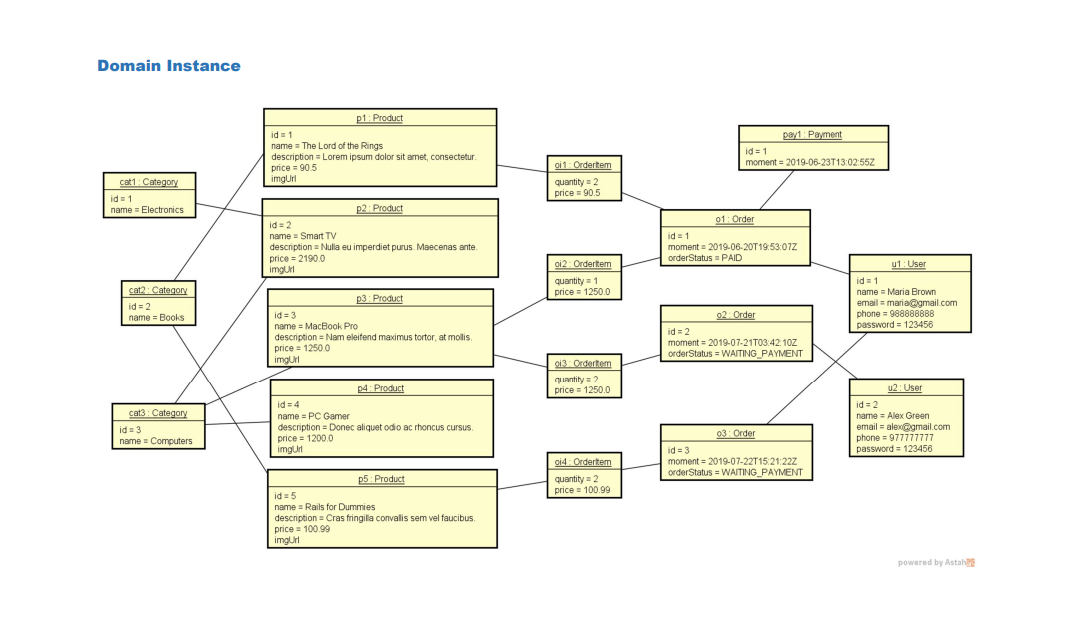 Domain Instance
p1 : Product
id = 1
name = The Lord of the Rings
description = Lorem ipsum dolor sit amet, consectetur.
price = 90.5
imgUrl
pay1 : Payment
id = 1
moment = 2019-06-23T13:02:55Z
oi1 : OrderItem
quantity = 2
price = 90.5
cat1 : Category
id = 1
name = Electronics
p2 : Product
id = 2
name = Smart TV
description = Nulla eu imperdiet purus. Maecenas ante.
price = 2190.0
imgUrl
o1 : Order
id = 1
moment = 2019-06-20T19:53:07Z
orderStatus = PAID
oi2 : OrderItem
quantity = 1
price = 1250.0
u1 : User
id = 1
name = Maria Brown
email = maria@gmail.com
phone = 988888888
password = 123456
cat2 : Category
id = 2
name = Books
p3 : Product
id = 3
name = MacBook Pro
description = Nam eleifend maximus tortor, at mollis.
price = 1250.0
imgUrl
o2 : Order
id = 2
moment = 2019-07-21T03:42:10Z
orderStatus = WAITING_PAYMENT
oi3 : OrderItem
quantity = 2
price = 1250.0
p4 : Product
id = 4
name = PC Gamer
description = Donec aliquet odio ac rhoncus cursus.
price = 1200.0
imgUrl
u2 : User
id = 2
name = Alex Green
email = alex@gmail.com
phone = 977777777
password = 123456
cat3 : Category
id = 3
name = Computers
o3 : Order
id = 3
moment = 2019-07-22T15:21:22Z
orderStatus = WAITING_PAYMENT
oi4 : OrderItem
quantity = 2
price = 100.99
p5 : Product
id = 5
name = Rails for Dummies
description = Cras fringilla convallis sem vel faucibus.
price = 100.99
imgUrl
powered by Astah